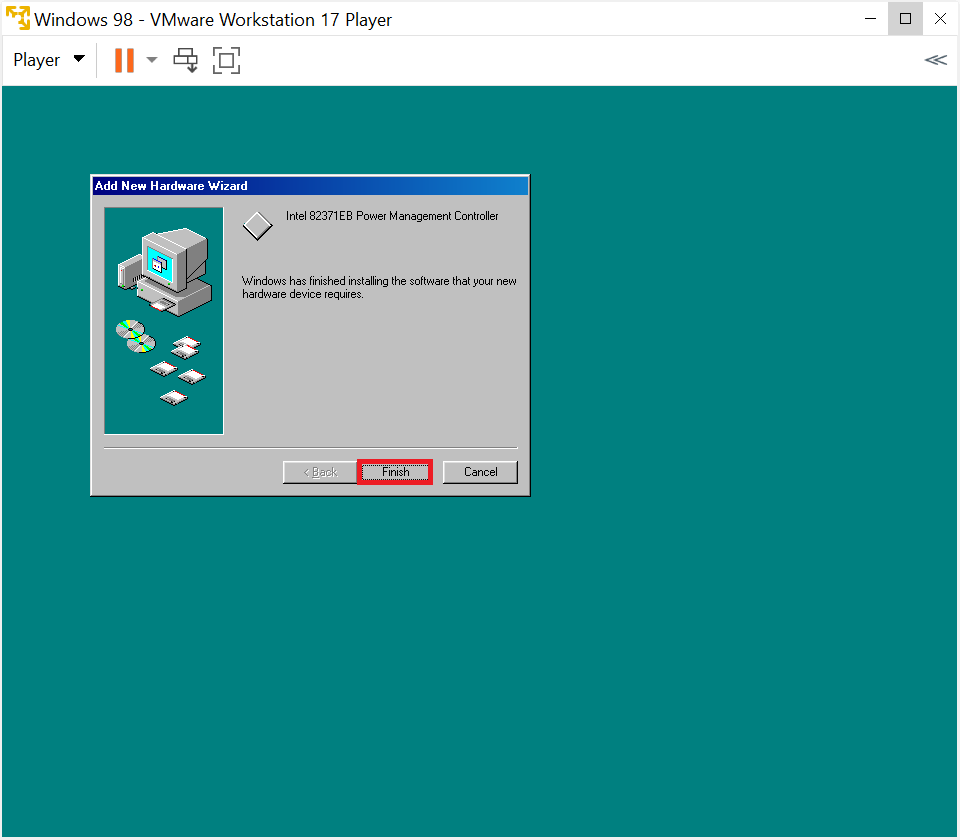 Windows 98 - VMware Workstation 17 Player
Player
Add New Hardware Wizard
Intel 82371EB Power Management Controller
Windows has finished installing the software that your new
hardware device requires.
< Back
Finish
Cancel